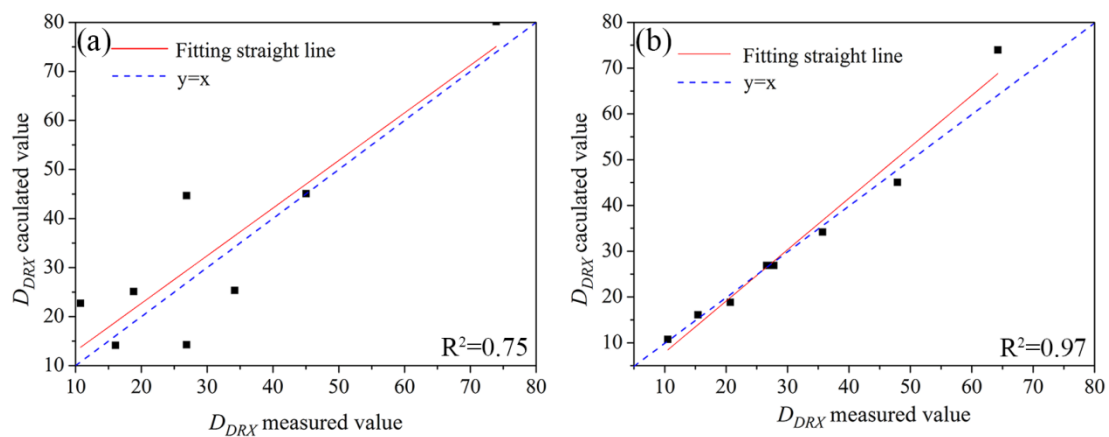 (a)
Fitting straight line
y=x
D_DRX caculated value
80
70
60
50
40
30
20
10
R²=0.75
10 20 30 40 50 60 70 80
D_DRX measured value
(b)
Fitting straight line
y=x
D_DRX caculated value
80
70
60
50
40
30
20
10
R²=0.97
10 20 30 40 50 60 70 80
D_DRX measured value